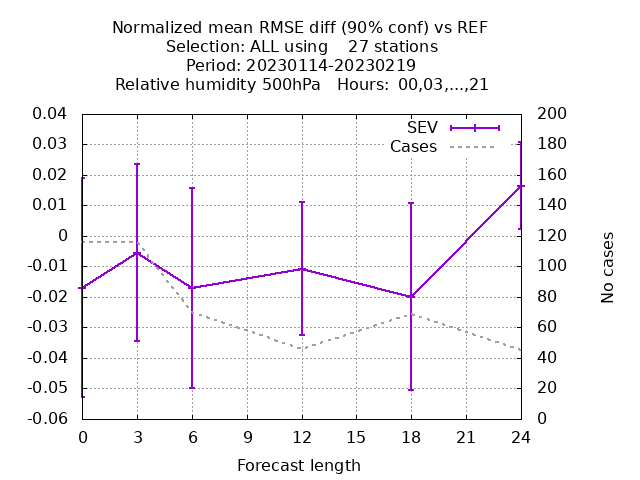 Normalized mean RMSE diff (90% conf) vs REF
Selection: ALL using    27 stations
Period: 20230114-20230219
Relative humidity 500hPa   Hours: 00,03,...,21
0.04
0.03
0.02
0.01
0
-0.01
-0.02
-0.03
-0.04
-0.05
-0.06
SEV
Cases
200
180
160
140
120
100
80
60
40
20
0
No cases
0 3 6 9 12 15 18 21 24
Forecast length